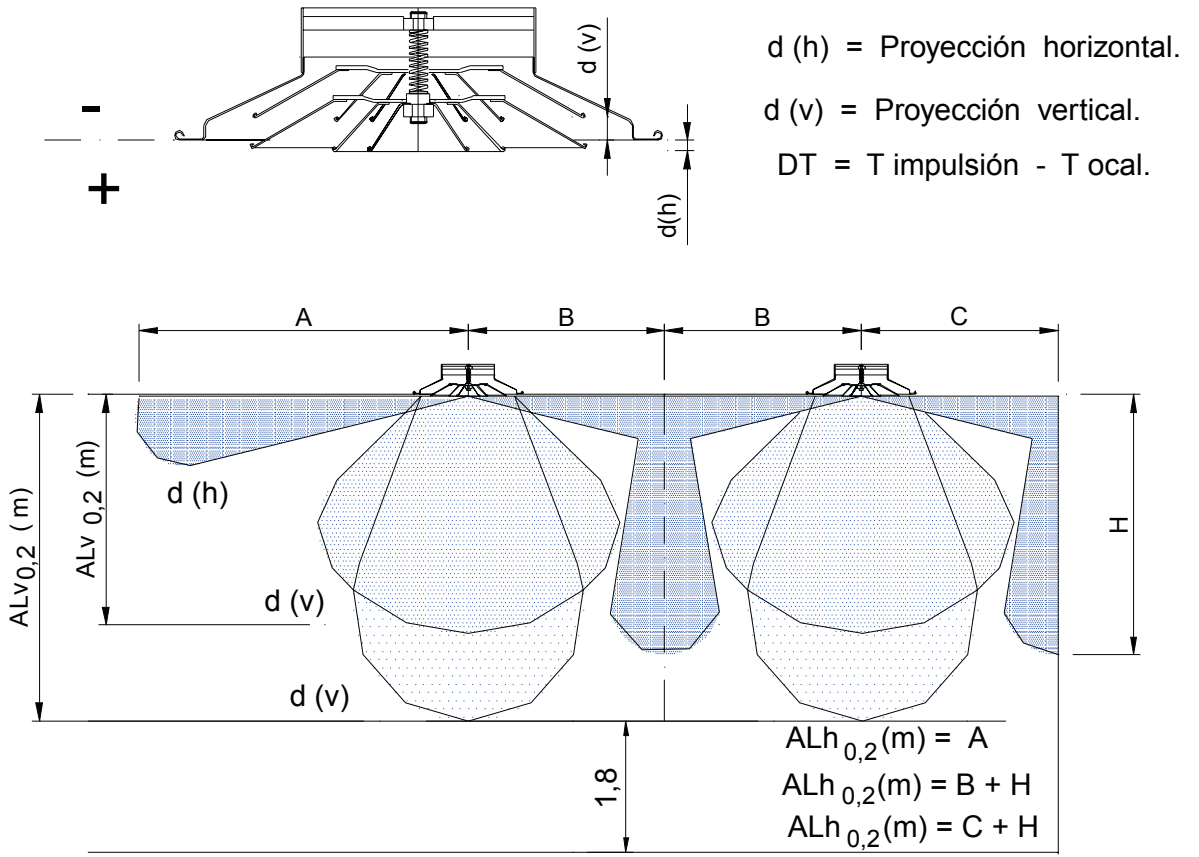 d (v)
d (h) = Proyección horizontal.
-
d (v) = Proyección vertical.
DT = T impulsión - T ocal.
+
d(h)
A
B
B
C
ALv 0,2 (m)
ALv 0,2 (m)
d (h)
H
d (v)
d (v)
ALh 0,2 (m) = A
1,8
ALh 0,2 (m) = B + H
ALh 0,2 (m) = C + H